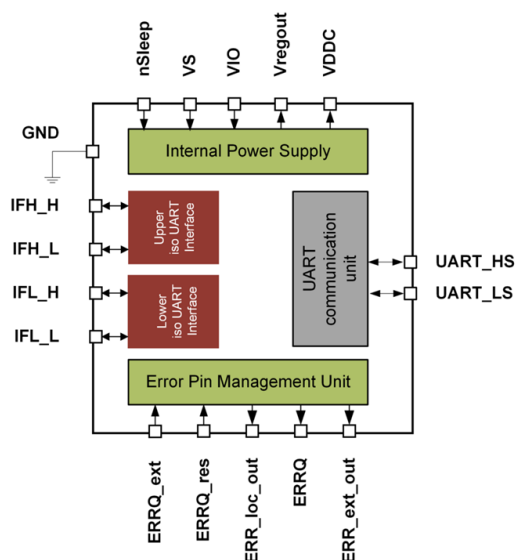 nSleep
VS
VIO
Vregout
VDDC
GND
Internal Power Supply
IFH_H
IFH_L
Upper
iso UART
Interface
IFL_H
IFL_L
Lower
iso UART
Interface
UART
communication
unit
UART_HS
UART_LS
Error Pin Management Unit
ERRQ_ext
ERRQ_res
ERR_loc_out
ERRQ
ERR_ext_out